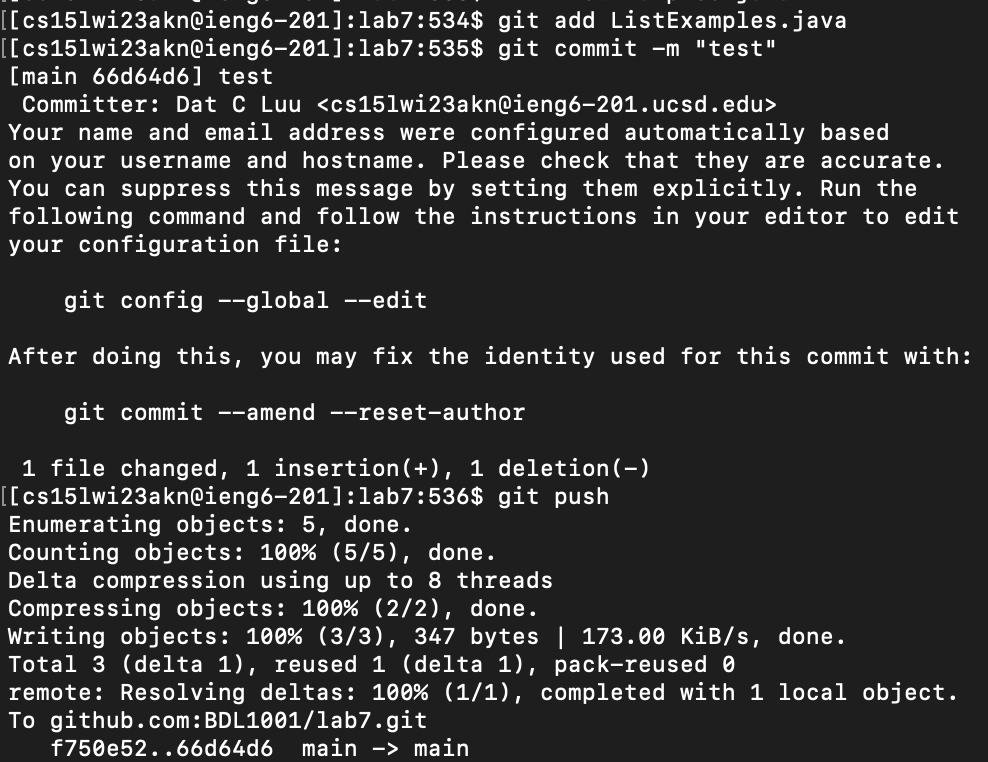 [[cs15lwi23akn@ieng6-201]:lab7:534$ git add ListExamples.java
[[cs15lwi23akn@ieng6-201]:lab7:535$ git commit -m "test"
[main 66d64d6] test
 Committer: Dat C Luu <cs15lwi23akn@ieng6-201.ucsd.edu>
Your name and email address were configured automatically based
on your username and hostname. Please check that they are accurate.
You can suppress this message by setting them explicitly. Run the
following command and follow the instructions in your editor to edit
your configuration file:

    git config --global --edit

After doing this, you may fix the identity used for this commit with:

    git commit --amend --reset-author

 1 file changed, 1 insertion(+), 1 deletion(-)
[[cs15lwi23akn@ieng6-201]:lab7:536$ git push
Enumerating objects: 5, done.
Counting objects: 100% (5/5), done.
Delta compression using up to 8 threads
Compressing objects: 100% (2/2), done.
Writing objects: 100% (3/3), 347 bytes | 173.00 KiB/s, done.
Total 3 (delta 1), reused 1 (delta 1), pack-reused 0
remote: Resolving deltas: 100% (1/1), completed with 1 local object.
To github.com:BDL1001/lab7.git
   f750e52..66d64d6  main -> main